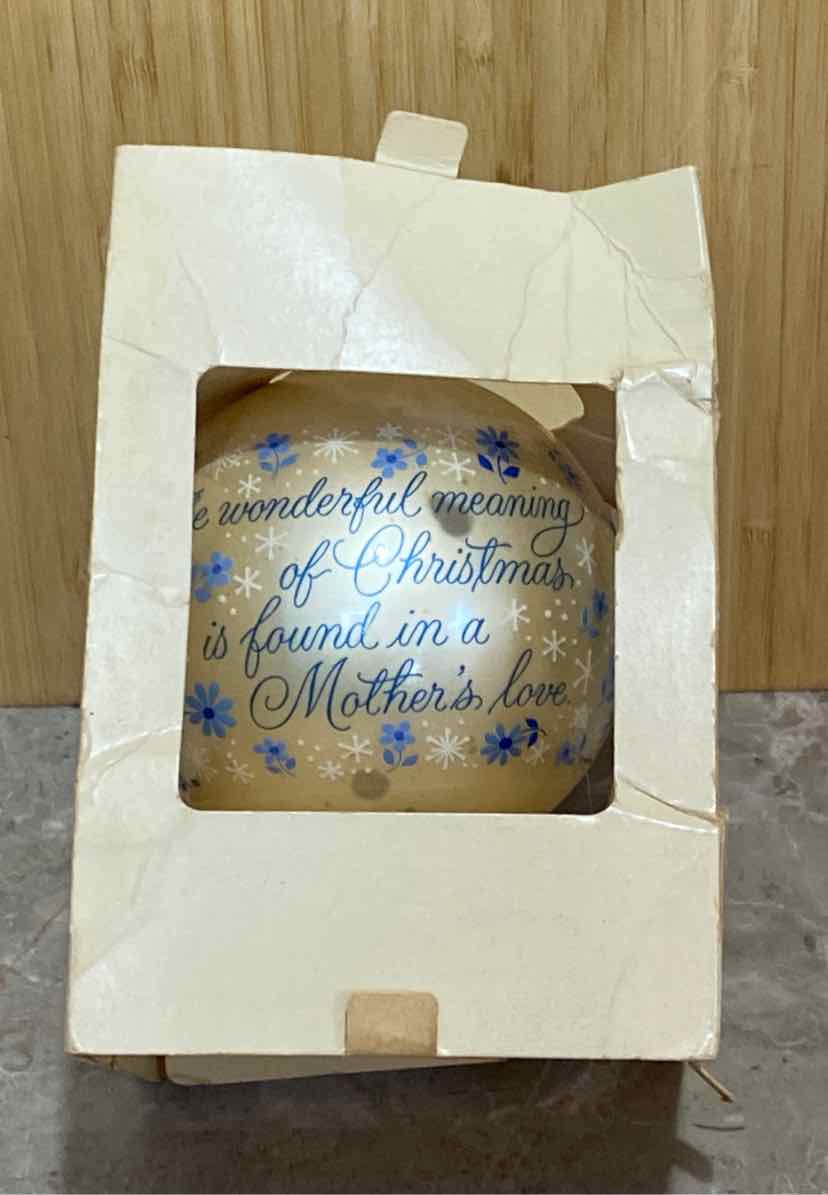 e wonderful meaning
of Christmas
is found in a
Mother's love.